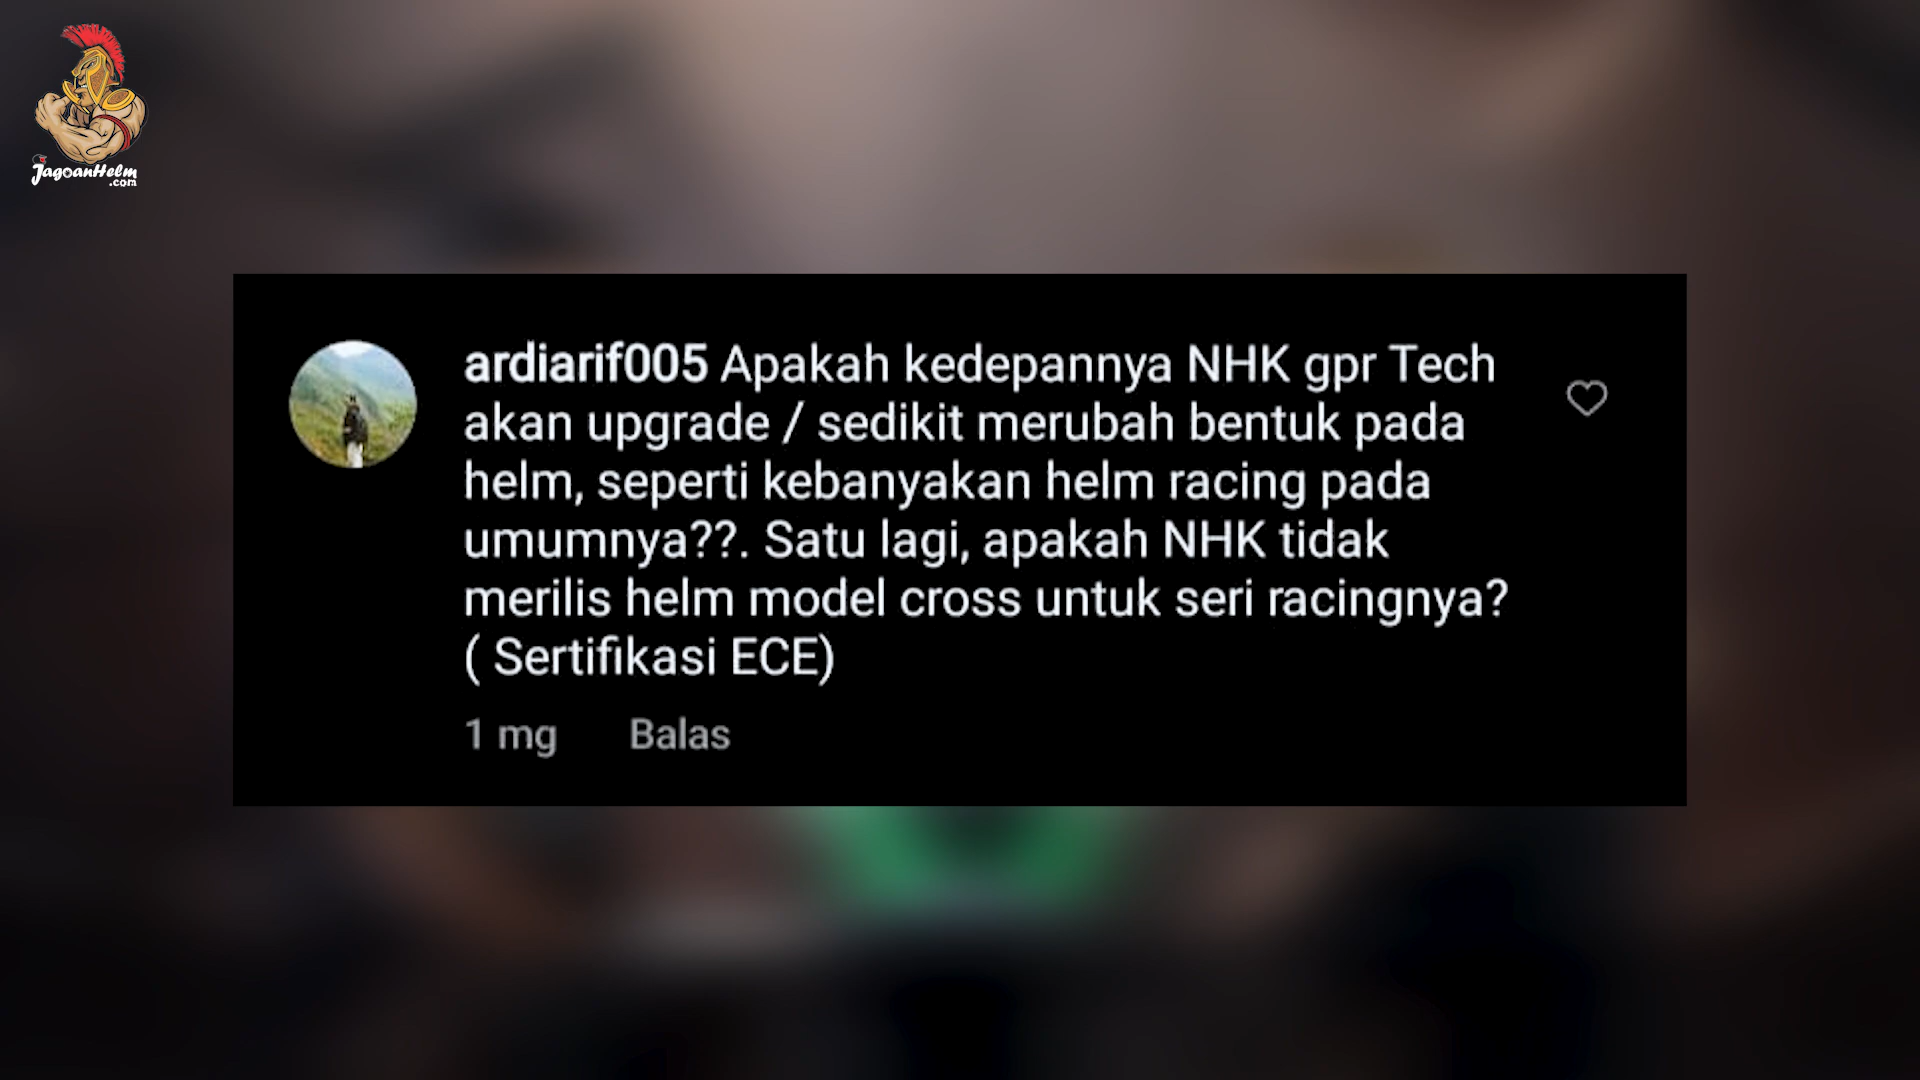 JagoanHelm
.com
ardiarif005 Apakah kedepannya NHK gpr Tech
akan upgrade / sedikit merubah bentuk pada
helm, seperti kebanyakan helm racing pada
umumnya??. Satu lagi, apakah NHK tidak
merilis helm model cross untuk seri racingnya?
( Sertifikasi ECE)
1 mg Balas